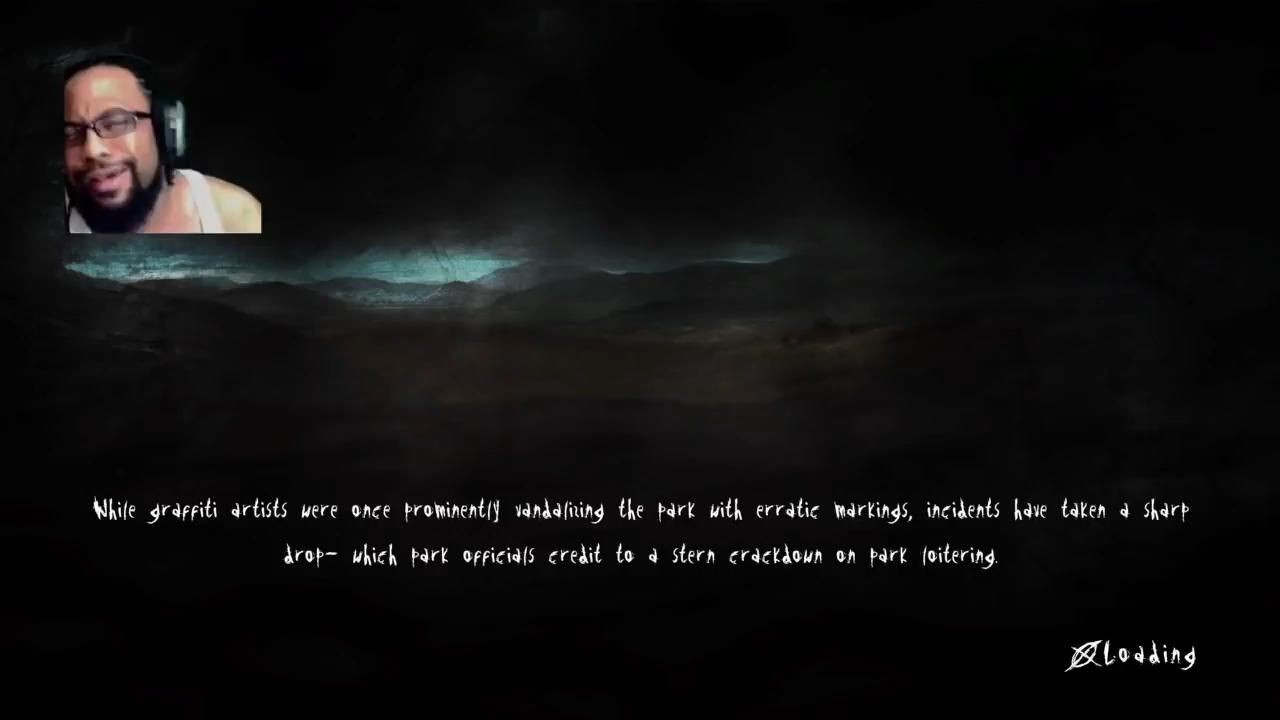 While graffiti artists were once prominently vandalizing the park with erratic markings, incidents have taken a sharp
drop- which park officials credit to a stern crackdown on park loitering.
Loading